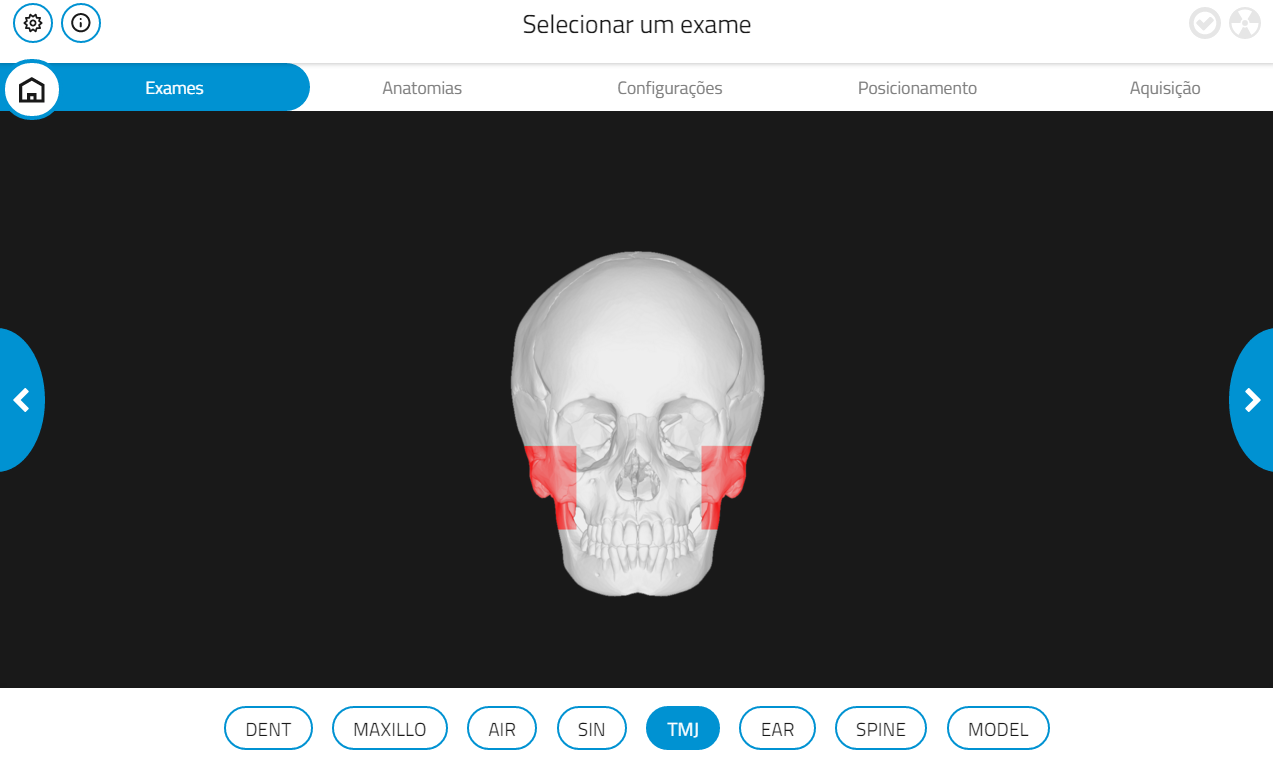 Selecionar um exame
Exames Anatomias Configurações Posicionamento Aquisição
DENT MAXILLO AIR SIN TMJ EAR SPINE MODEL